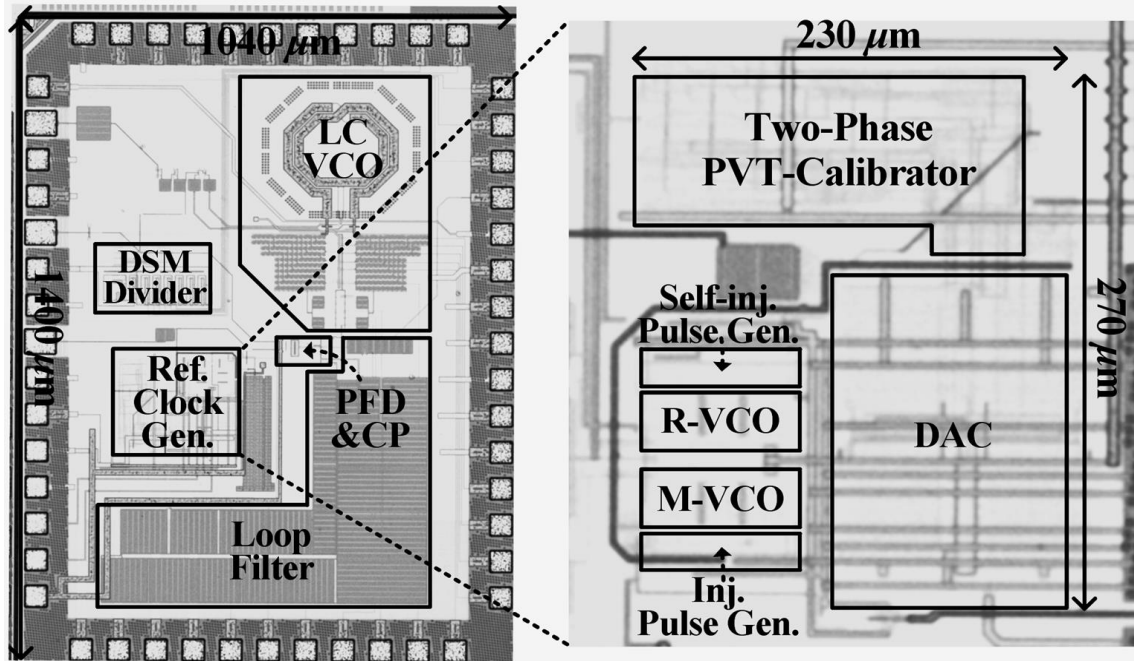 1040 μm
LC
VCO
DSM
Divider
1400 μm
Ref.
Clock
Gen.
PFD
&CP
Loop
Filter
230 μm
Two-Phase
PVT-Calibrator
270 μm
Self-inj.
Pulse Gen.
R-VCO
DAC
M-VCO
Inj.
Pulse Gen.